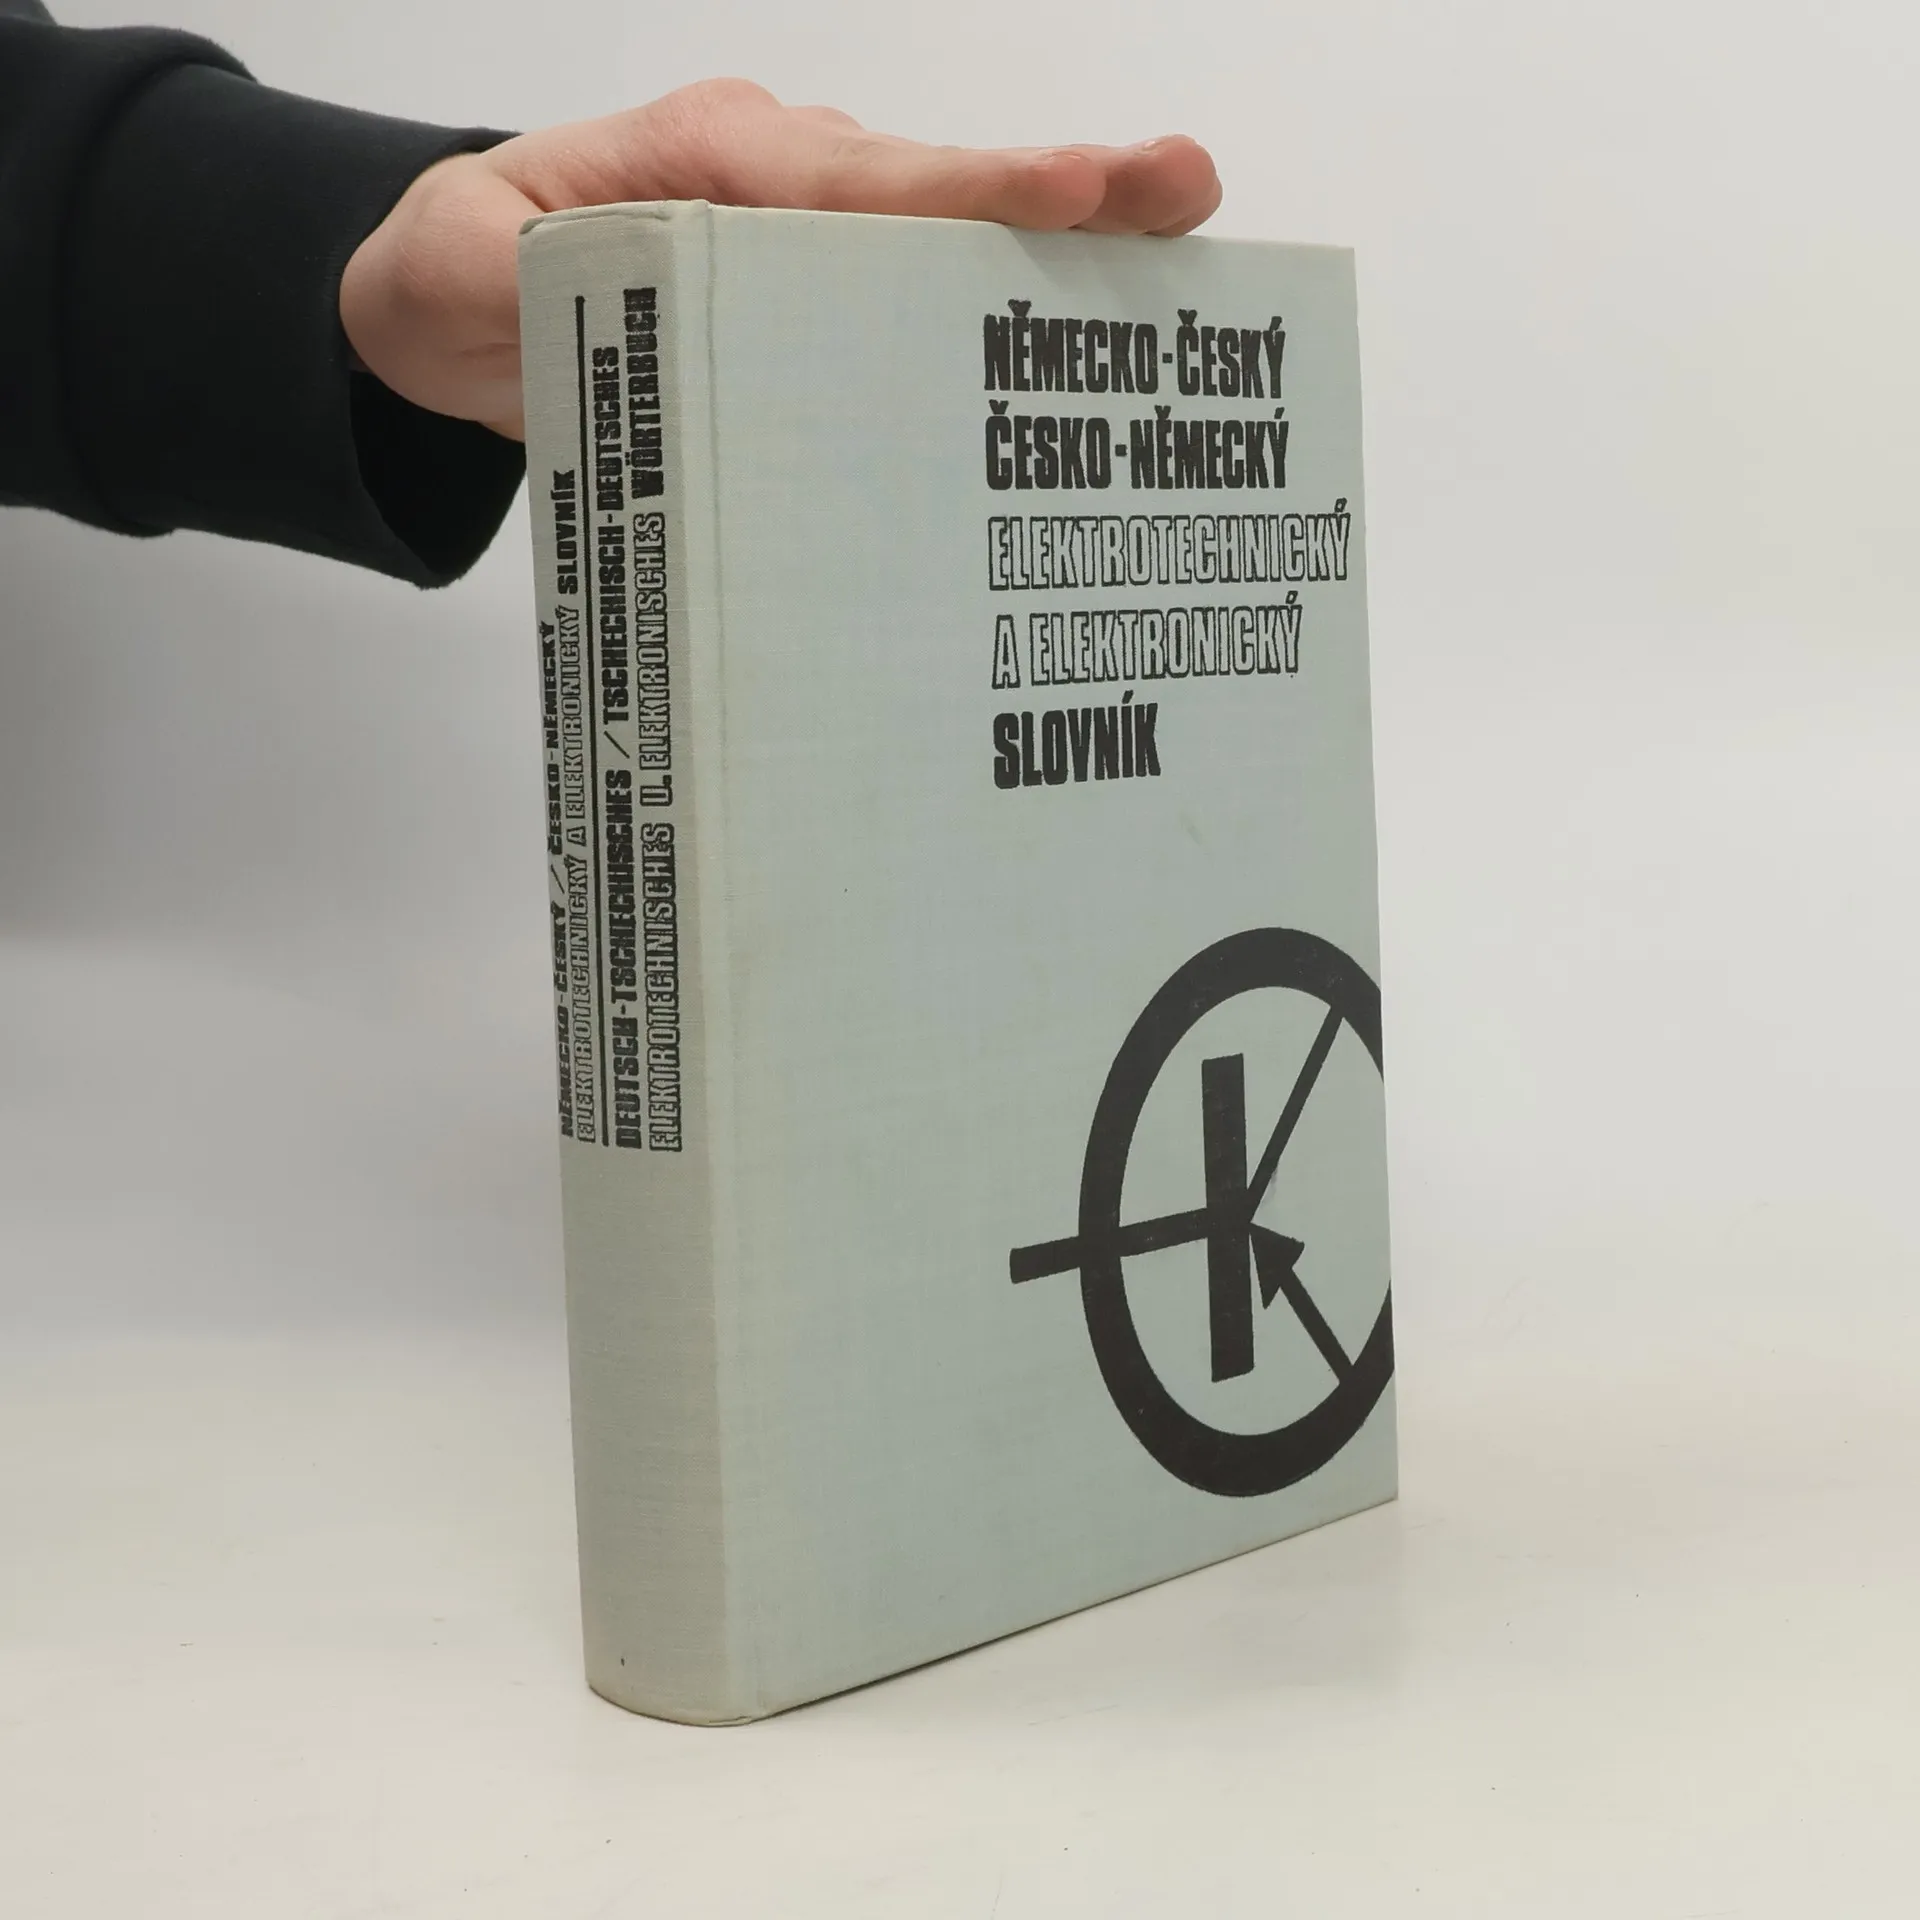 NĚMECKO-ČESKÝ
ČESKO-NĚMECKÝ
ELEKTROTECHNICKÝ
A ELEKTRONICKÝ
SLOVNÍK
NĚMECKO-ČESKÝ / ČESKO-NĚMECKÝ
ELEKTROTECHNICKÝ A ELEKTRONICKÝ SLOVNÍK
DEUTSCH-TSCHECHISCHES / TSCHECHISCH-DEUTSCHES
ELEKTROTECHNISCHES U. ELEKTRONISCHES WÖRTERBUCH